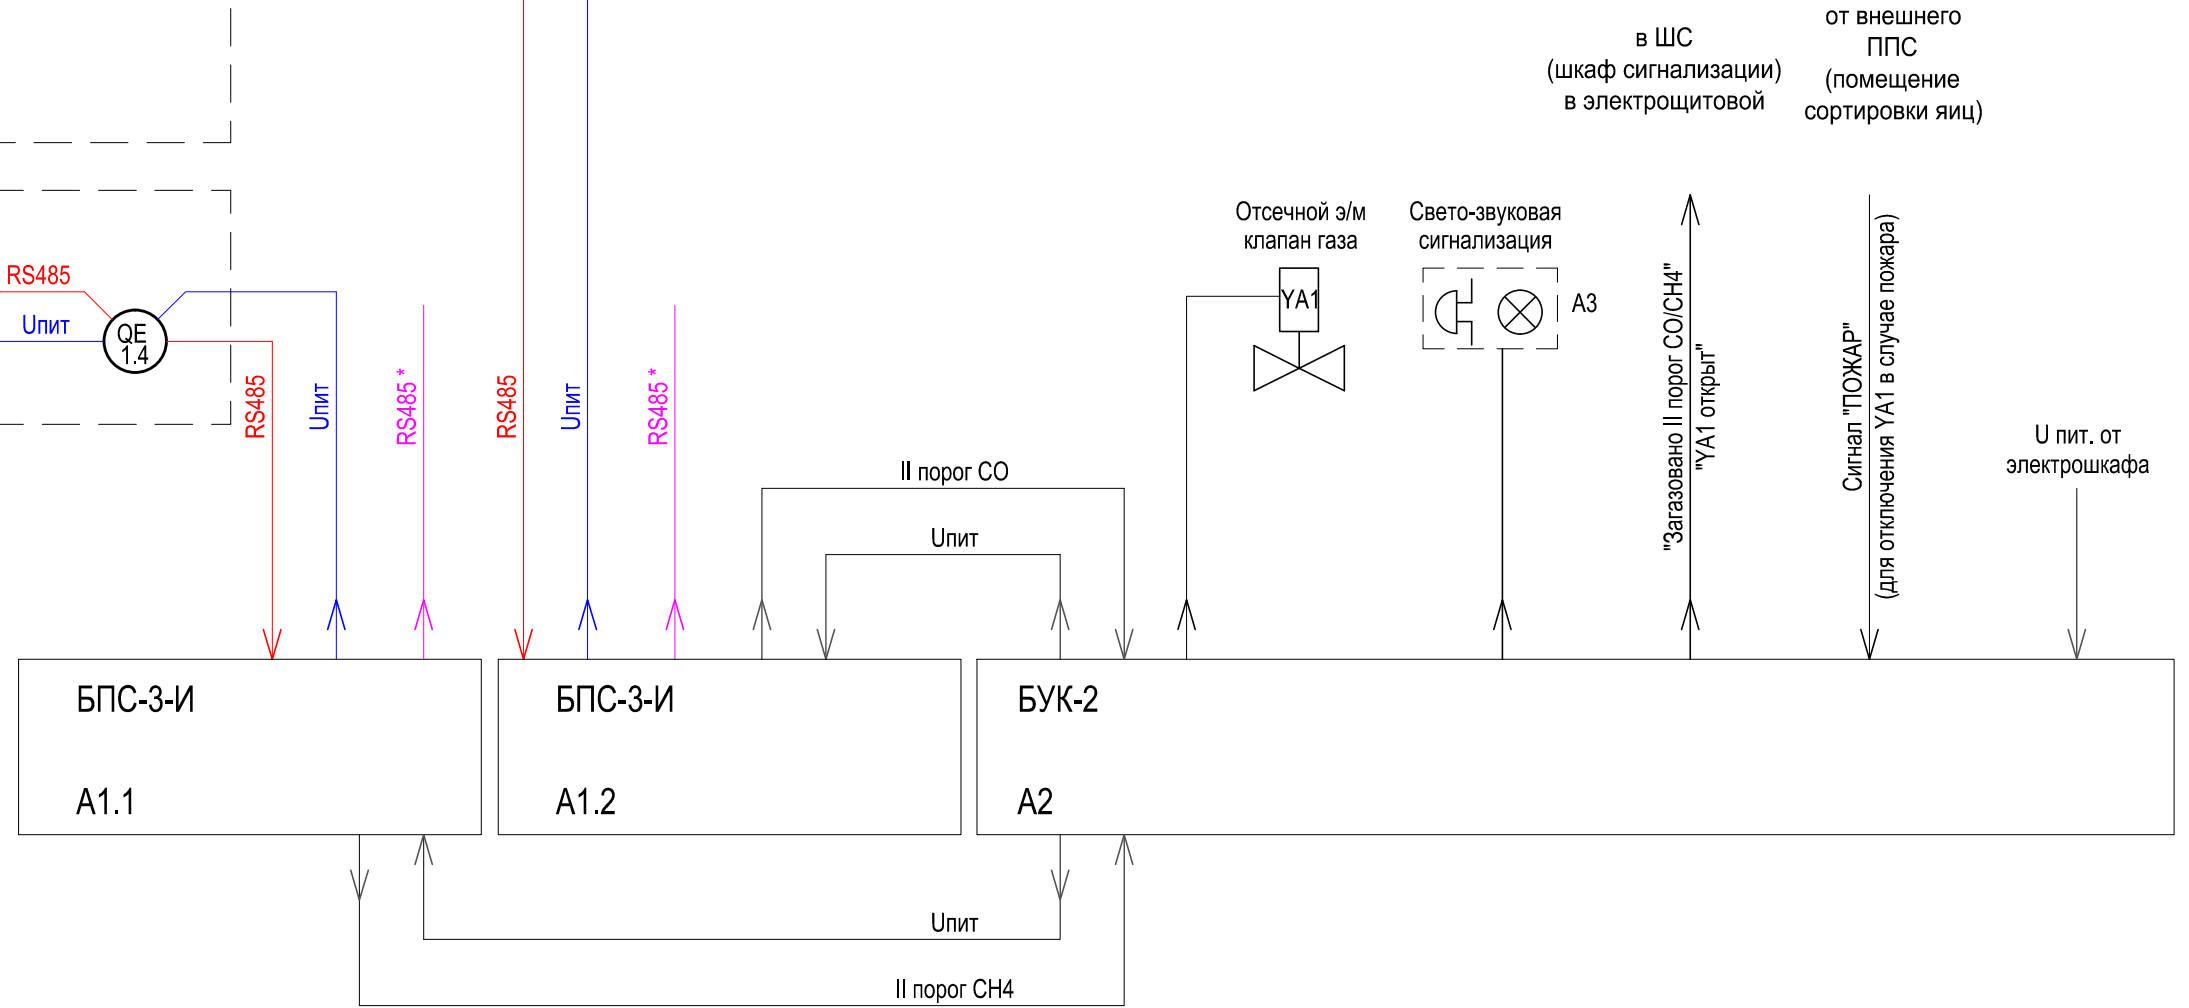 от внешнего
ППС
(помещение
сортировки яиц)
в ШС
(шкаф сигнализации)
в электрощитовой
Отсечной э/м
клапан газа
Свето-звуковая
сигнализация
YA1
A3
RS485
Uпит
QE
1.4
RS485
Uпит
RS485 *
RS485
Uпит
RS485 *
II порог CO
Uпит
"Загазовано II порог CO/CH4"
"YA1 открыт"
Сигнал "ПОЖАР"
(для отключения YA1 в случае пожара)
U пит. от
электрошкафа
БПС-3-И
A1.1
БПС-3-И
A1.2
БУК-2
A2
Uпит
II порог CH4